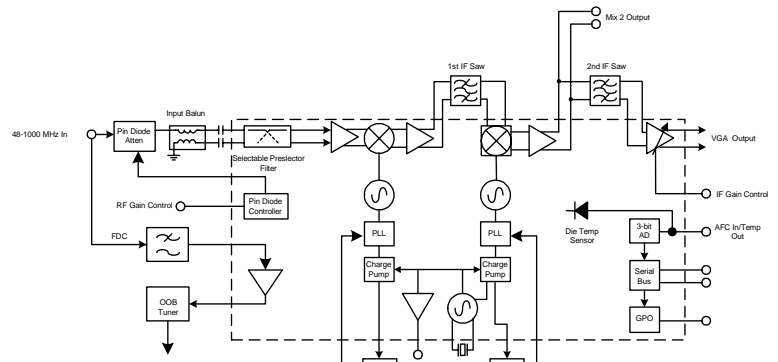 Mix 2 Output
1st IF Saw
2nd IF Saw
Input Balun
48-1000 MHz In
Pin Diode
Atten
VGA Output
Selectable Preslector
Filter
IF Gain Control
RF Gain Control
Pin Diode
Controller
PLL
PLL
Die Temp
Sensor
3-bit
AD
AFC In/Temp
Out
FDC
Charge
Pump
Charge
Pump
Serial
Bus
OOB
Tuner
GPO